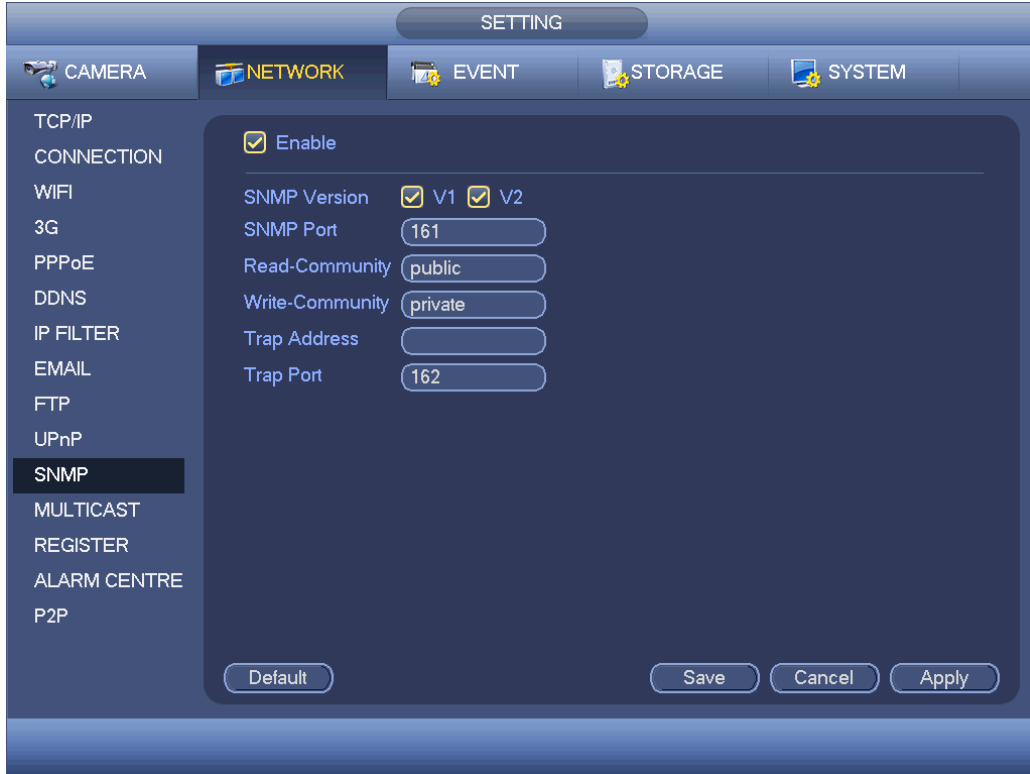 SETTING
CAMERA NETWORK EVENT STORAGE SYSTEM
TCP/IP
CONNECTION
WIFI
3G
PPPoE
DDNS
IP FILTER
EMAIL
FTP
UPnP
SNMP
MULTICAST
REGISTER
ALARM CENTRE
P2P
Enable
SNMP Version V1 V2
SNMP Port 161
Read-Community public
Write-Community private
Trap Address
Trap Port 162
Default Save Cancel Apply